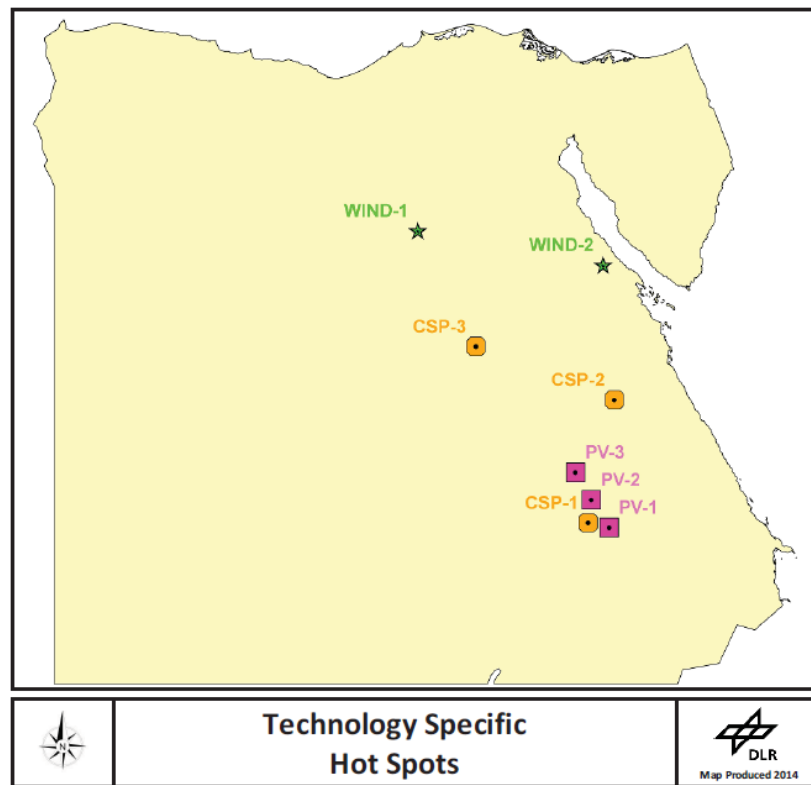 WIND-1
WIND-2
CSP-3
CSP-2
PV-3
PV-2
CSP-1
PV-1
N
Technology Specific
Hot Spots
DLR
Map Produced 2014